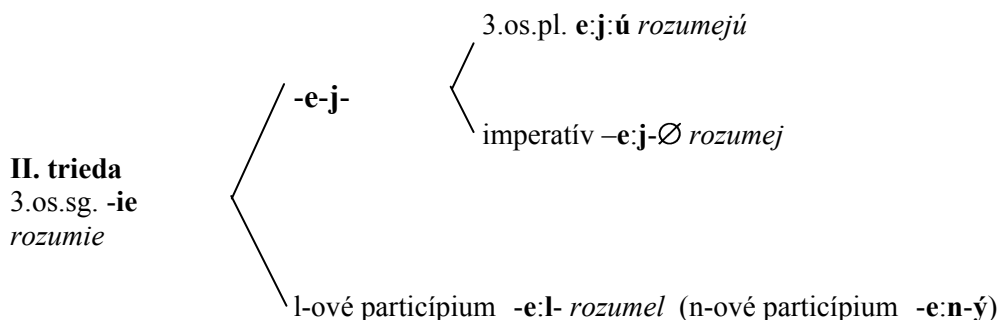 3.os.pl. e:j:ú rozumejú
-e-j-
imperatív –e:j-∅ rozumej
II. trieda
3.os.sg. -ie
rozumie
l-ové particípium -e:l- rozumel (n-ové particípium -e:n-ý)